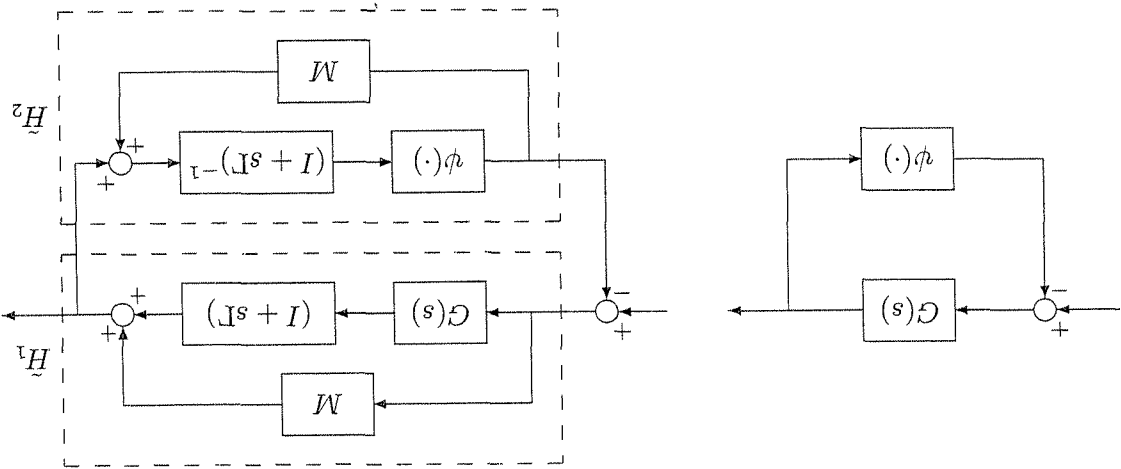 +
G(s)
−
ψ(·)
M
H̃₁
+
G(s)
(I + sΓ)
+
+
−
ψ(·)
(I + sΓ)⁻¹
+
+
H̃₂
M